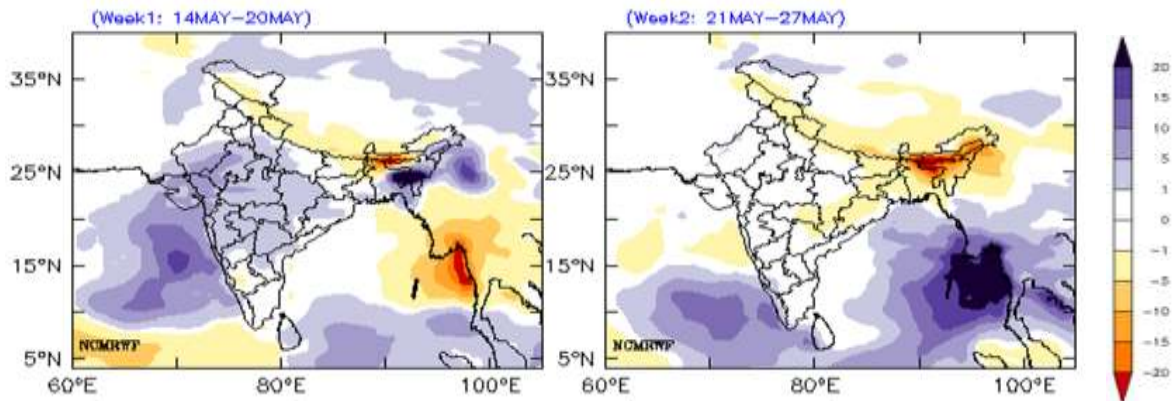 (Week1: 14MAY–20MAY)
(Week2: 21MAY–27MAY)
35°N
25°N
15°N
5°N
60°E
80°E
100°E
NCMRWF
35°N
25°N
15°N
5°N
60°E
80°E
100°E
NCMRWF
20
15
10
5
1
0
-1
-5
-10
-15
-20